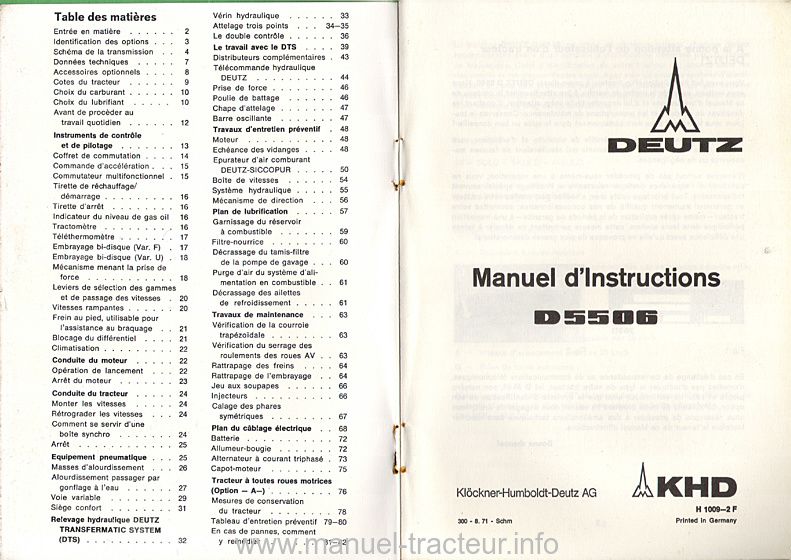 Table des matières
Entrée en matière . . . . . . 2
Identification des options . . . 3
Schéma de la transmission . . 4
Données techniques . . . . . 7
Accessoires optionnels . . . . 8
Cotes du tracteur . . . . . . 9
Choix du carburant . . . . . 10
Choix du lubrifiant . . . . . 10
Avant de procéder au
travail quotidien . . . . . . 12
Instruments de contrôle
et de pilotage . . . . . . . 13
Coffret de commutation . . . . 14
Commande d'accélération . . . 15
Commutateur multifonctionnel . 15
Tirette de réchauffage/
démarrage . . . . . . . . . 16
Tirette d'arrêt . . . . . . . 16
Indicateur du niveau de gas oil 16
Tractomètre . . . . . . . . . 16
Téléthermomètre . . . . . . . 17
Embrayage bi-disque (Var. F) . 17
Embrayage bi-disque (Var. U) . 18
Mécanisme menant la prise de
force . . . . . . . . . . . 18
Leviers de sélection des gammes
et de passage des vitesses . 20
Vitesses rampantes . . . . . . 20
Frein au pied, utilisable pour
l'assistance au braquage . . 21
Blocage du différentiel . . . . 21
Climatisation . . . . . . . . . 22
Conduite du moteur . . . . . 22
Opération de lancement . . . 22
Arrêt du moteur . . . . . . . 23
Conduite du tracteur . . . . . 24
Monter les vitesses . . . . . 24
Rétrograder les vitesses . . . 24
Comment se servir d'une
boîte synchro . . . . . . . 24
Arrêt . . . . . . . . . . . . 25
Equipement pneumatique . . . 25
Masses d'alourdissement . . . 26
Alourdissement passager par
gonflage à l'eau . . . . . . 27
Voie variable . . . . . . . . 29
Siège confort . . . . . . . . 31
Relevage hydraulique DEUTZ
TRANSFERMATIC SYSTEM
(DTS) . . . . . . . . . . . 32
Vérin hydraulique . . . . . . 33
Attelage trois points . . . 34—35
Le double contrôle . . . . . . 36
Le travail avec le DTS . . . . 39
Distributeurs complémentaires . 43
Télécommande hydraulique
DEUTZ . . . . . . . . . . 44
Prise de force . . . . . . . . 46
Poulie de battage . . . . . . 46
Chape d'attelage . . . . . . . 47
Barre oscillante . . . . . . . 47
Travaux d'entretien préventif . 48
Moteur . . . . . . . . . . . 48
Echéance des vidanges . . . . 48
Epurateur d'air comburant
DEUTZ-SICCOPUR . . . . . 50
Boîte de vitesses . . . . . . 54
Système hydraulique . . . . . 55
Mécanisme de direction . . . 56
Plan de lubrification . . . . . 57
Garnissage du réservoir
à combustible . . . . . . . 59
Filtre-nourrice . . . . . . . . 60
Décrassage du tamis-filtre
de la pompe de gavage . . . 60
Purge d'air du système d'ali-
mentation en combustible . . 61
Décrassage des ailettes
de refroidissement . . . . . 61
Travaux de maintenance . . . 63
Vérification de la courroie
trapézoïdale . . . . . . . . 63
Vérification du serrage des
roulements des roues AV . . 63
Rattrapage des freins . . . . 64
Rattrapage de l'embrayage . . 64
Jeu aux soupapes . . . . . . 66
Injecteurs . . . . . . . . . . 66
Calage des phares
symétriques . . . . . . . . 67
Plan du câblage électrique . . 68
Batterie . . . . . . . . . . . 72
Allumeur-bougie . . . . . . . 72
Alternateur à courant triphasé . 73
Capot-moteur . . . . . . . . 75
Tracteur à toutes roues motrices
(Option — A—) . . . . . . . 76
Mesures de conservation
du tracteur . . . . . . . . 78
Tableau d'entretien préventif 79—80
En cas de pannes, comment
y remédier . . . . . 81—82
DEUTZ
Manuel d'Instructions
D5506
Klöckner-Humboldt-Deutz AG
KHD
H 1009—2 F
300 - 8. 71 - Schm
Printed in Germany
www.manuel-tracteur.info